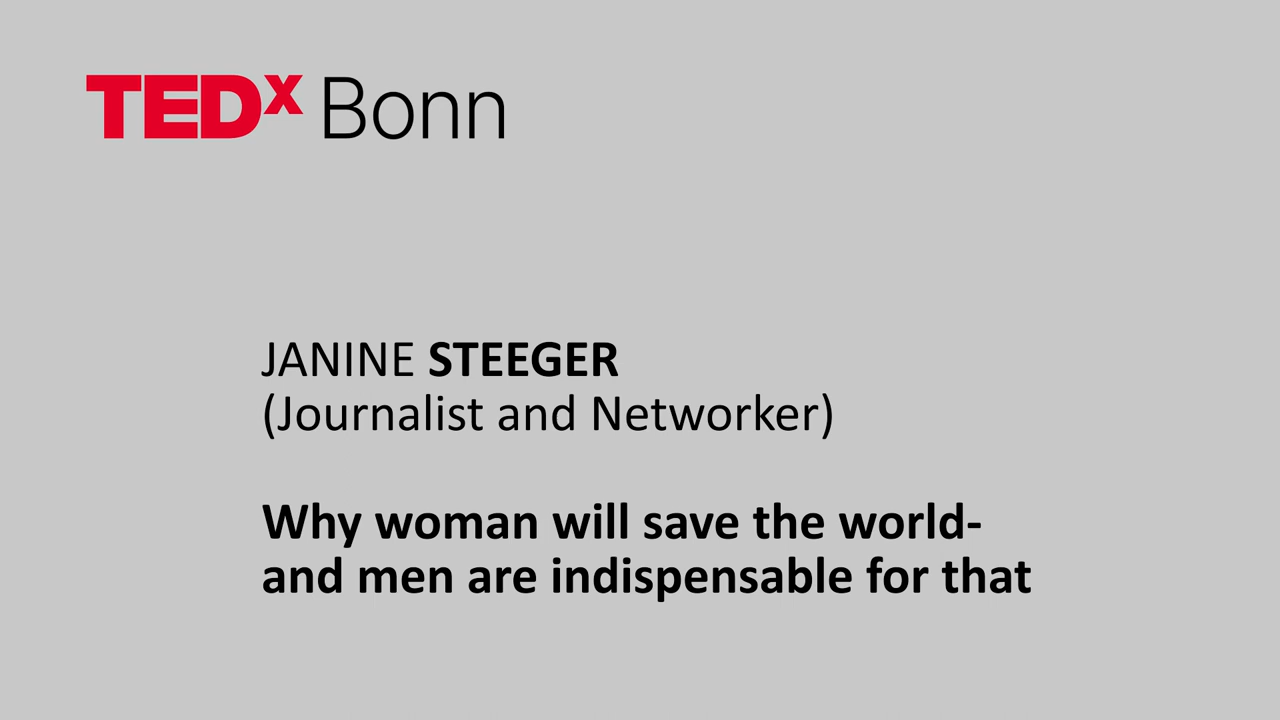 TEDx Bonn
JANINE STEEGER
(Journalist and Networker)
Why woman will save the world-
and men are indispensable for that